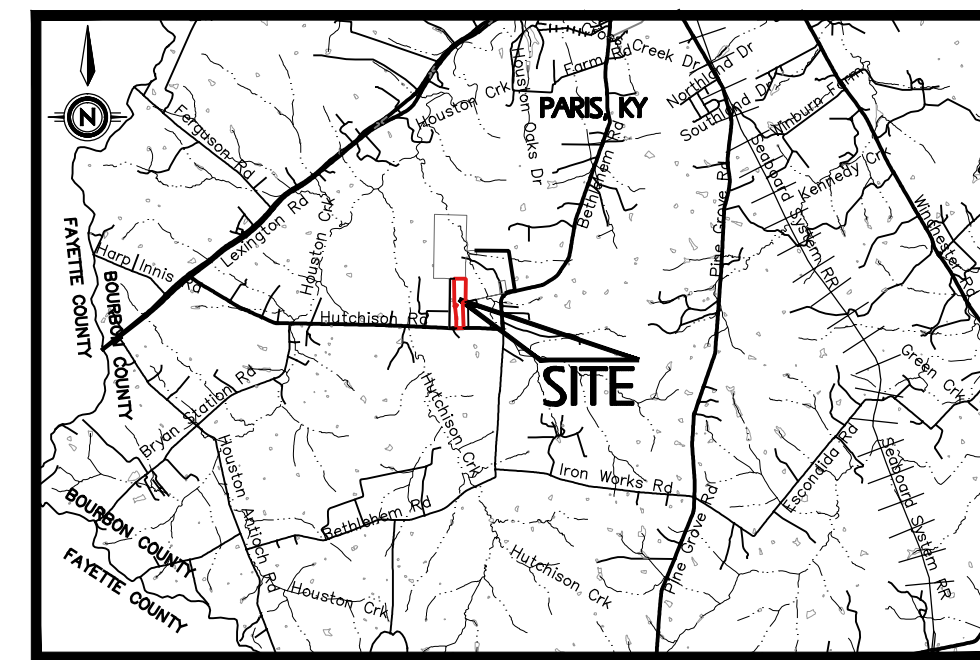 Cross Creek Dr
Farm Rd
Northland Dr
Southland Dr
Winburn Farm
Houston Crk
Houston Oaks Dr
PARIS, KY
N
Ferguson Rd
Bethlehem Rd
Seaboard System RR
Kennedy Crk
Pine Grove Rd
Winchester Rd
Lexington Rd
Houston Crk
FAYETTE COUNTY
BOURBON COUNTY
Harp Innis Rd
Hutchison Rd
SITE
Green Crk
Bryan Station Rd
Hutchison Crk
Houston Antioch Rd
Iron Works Rd
Escondida Rd
Seaboard System RR
BOURBON COUNTY
FAYETTE COUNTY
Bethlehem Rd
Pine Grove Rd
Hutchison Crk
Houston Crk